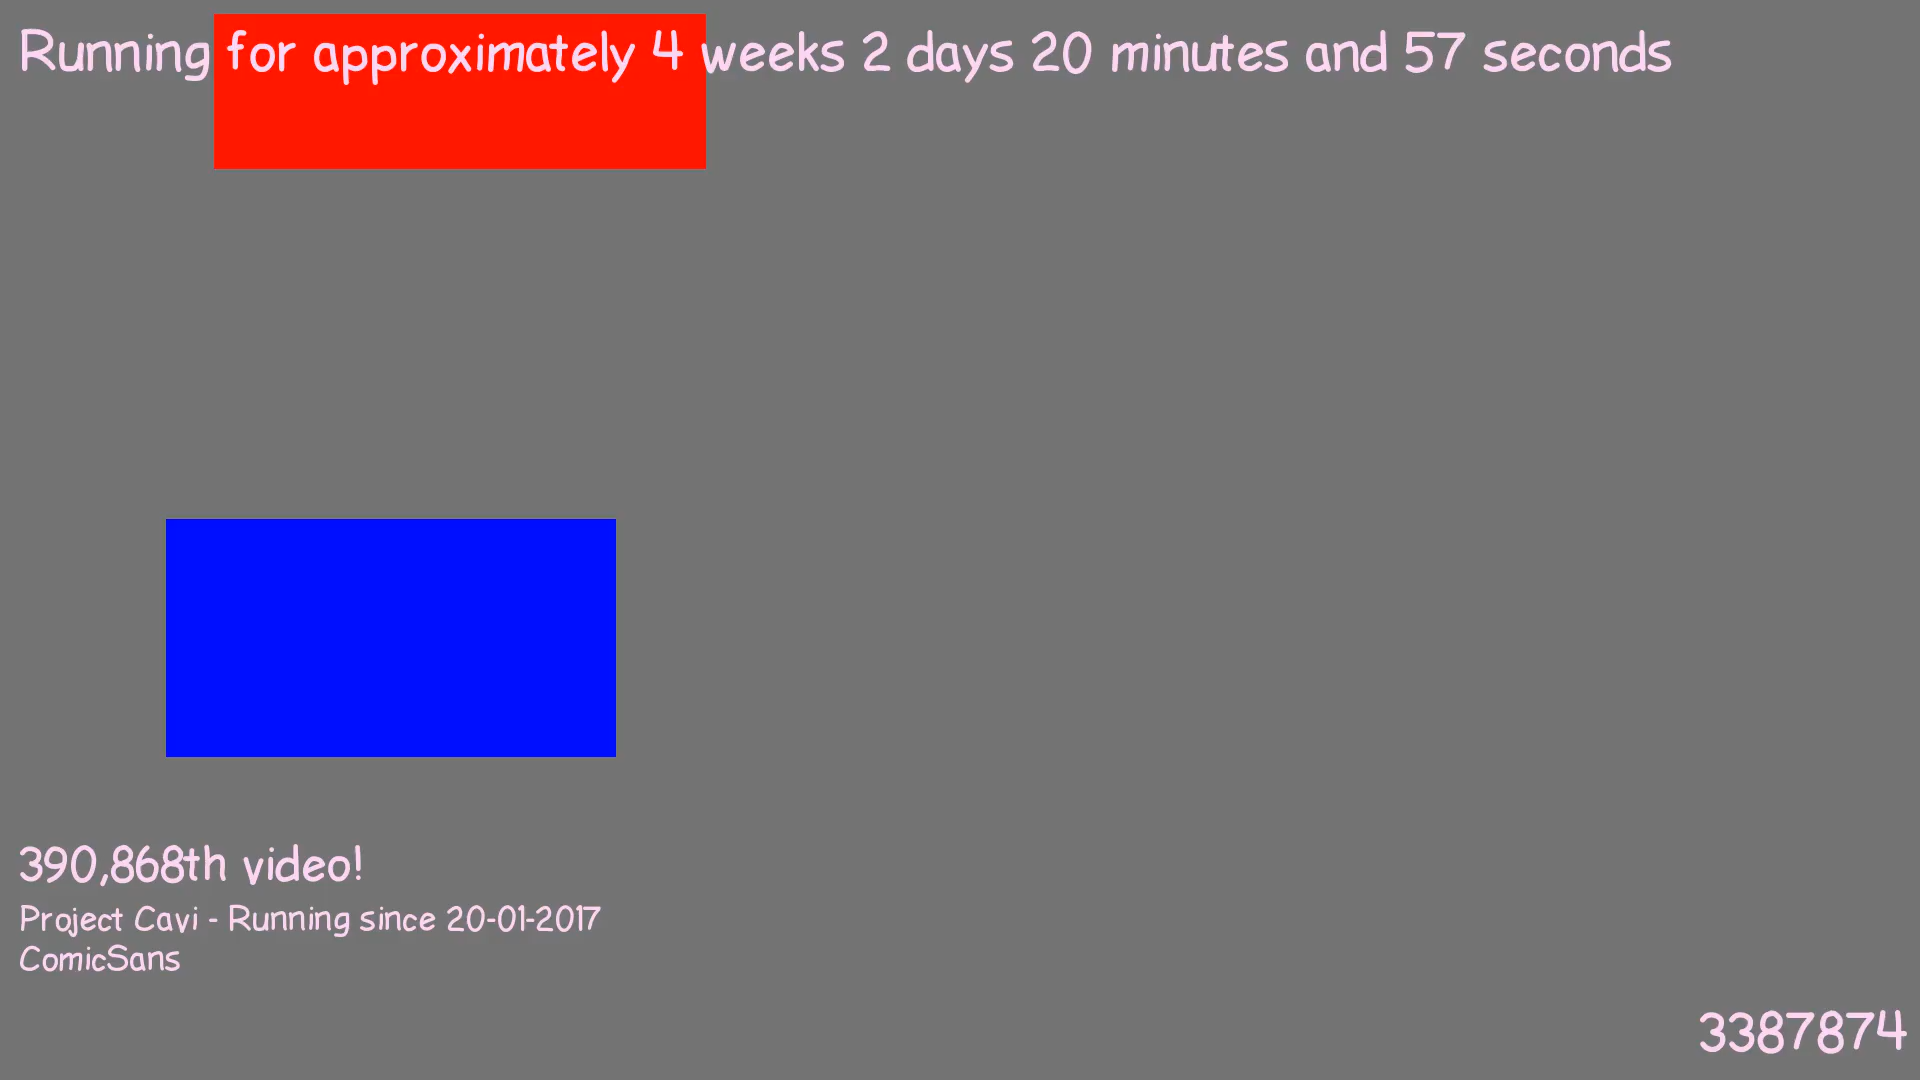 Running for approximately 4 weeks 2 days 20 minutes and 57 seconds
390,868th video!
Project Cavi - Running since 20-01-2017
ComicSans
3387874